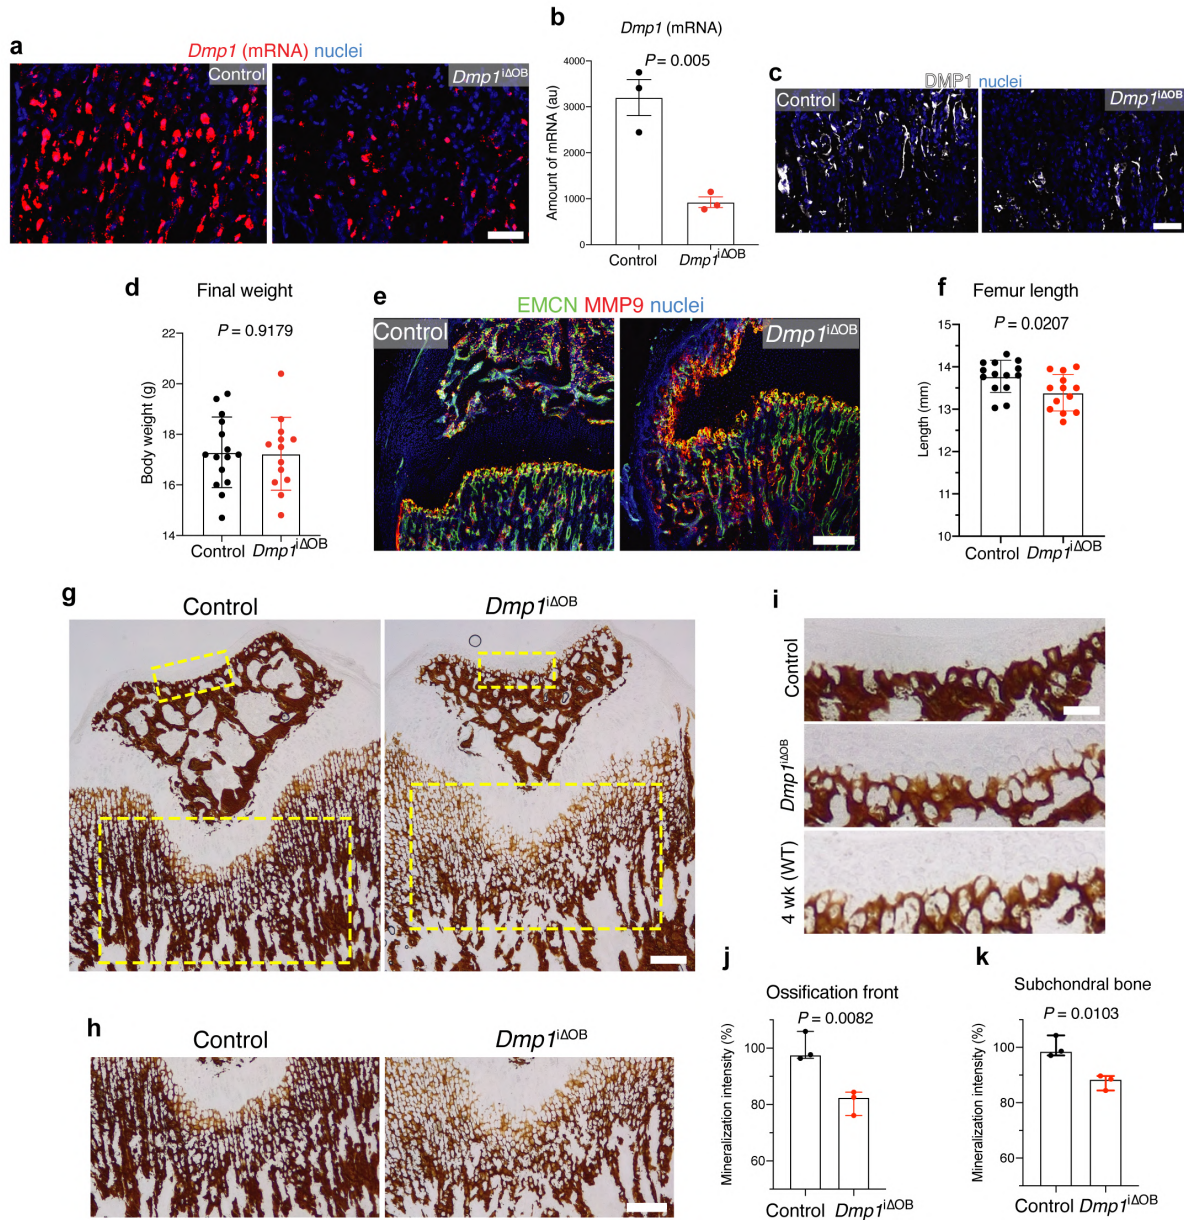 a
Dmp1 (mRNA) nuclei
Control
Dmp1iΔOB
b
Dmp1 (mRNA)
P = 0.005
Amount of mRNA (au)
4000
3000
2000
1000
0
Control
Dmp1iΔOB
c
DMP1 nuclei
Control
Dmp1iΔOB
d
Final weight
P = 0.9179
Body weight (g)
22
20
18
16
14
Control
Dmp1iΔOB
e
EMCN MMP9 nuclei
Control
Dmp1iΔOB
f
Femur length
P = 0.0207
Length (mm)
15
14
13
12
11
10
Control
Dmp1iΔOB
g
Control
Dmp1iΔOB
h
Control
Dmp1iΔOB
i
Control
Dmp1iΔOB
4 wk (WT)
j
Ossification front
P = 0.0082
Mineralization intensity (%)
100
80
60
Control
Dmp1iΔOB
k
Subchondral bone
P = 0.0103
Mineralization intensity (%)
100
80
60
Control
Dmp1iΔOB